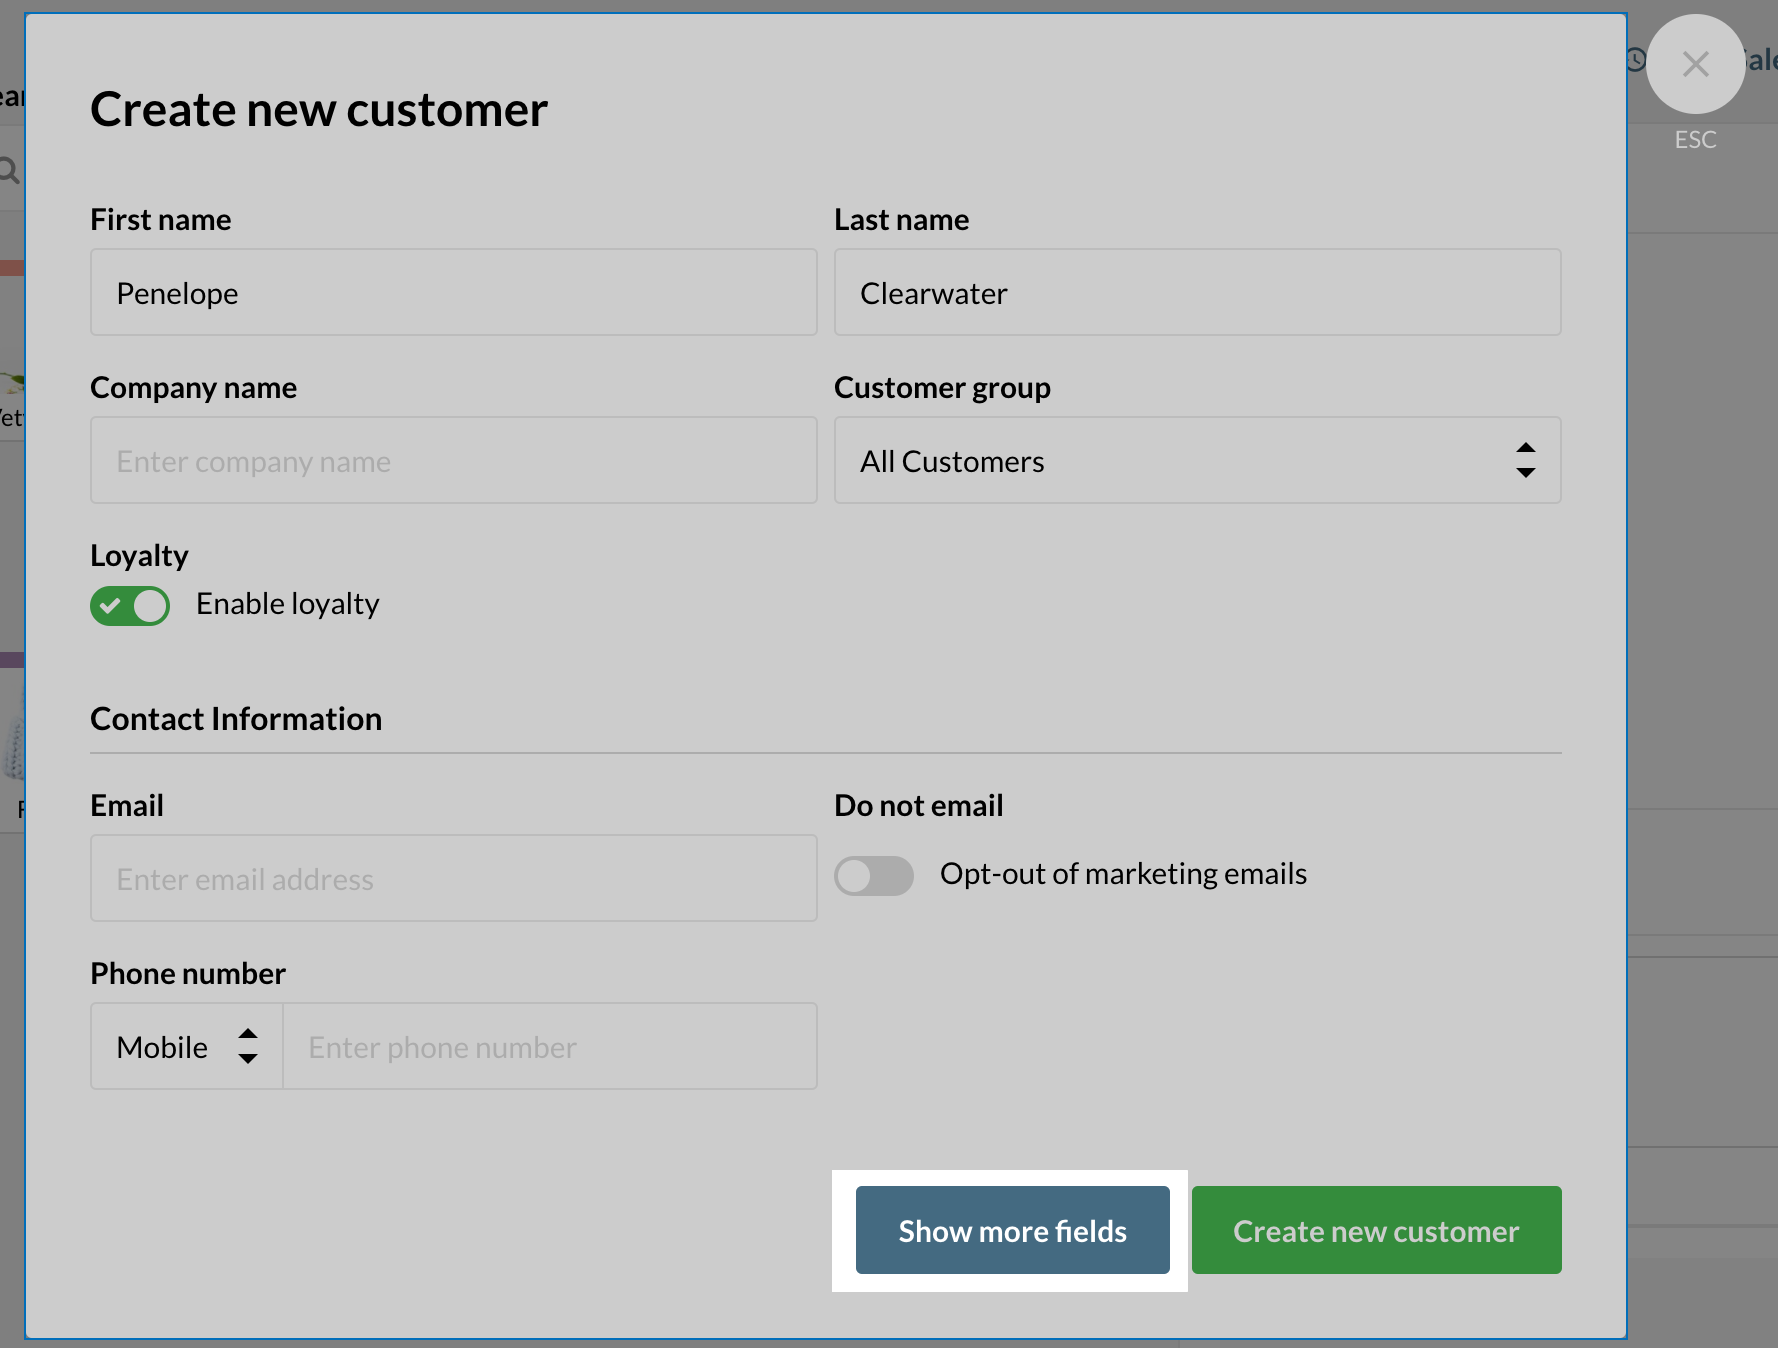 Create new customer
ESC
First name
Last name
Penelope
Clearwater
Company name
Customer group
Enter company name
All Customers
Loyalty
Enable loyalty
Contact Information
Email
Do not email
Enter email address
Opt-out of marketing emails
Phone number
Mobile
Enter phone number
Show more fields
Create new customer